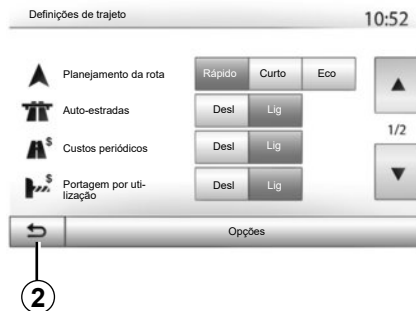 Definições de trajeto
10:52
Planejamento da rota
Rápido
Curto
Eco
Auto-estradas
Desl
Lig
1/2
$
Custos periódicos
Desl
Lig
$
Portagem por uti-
lização
Desl
Lig
Opções
2